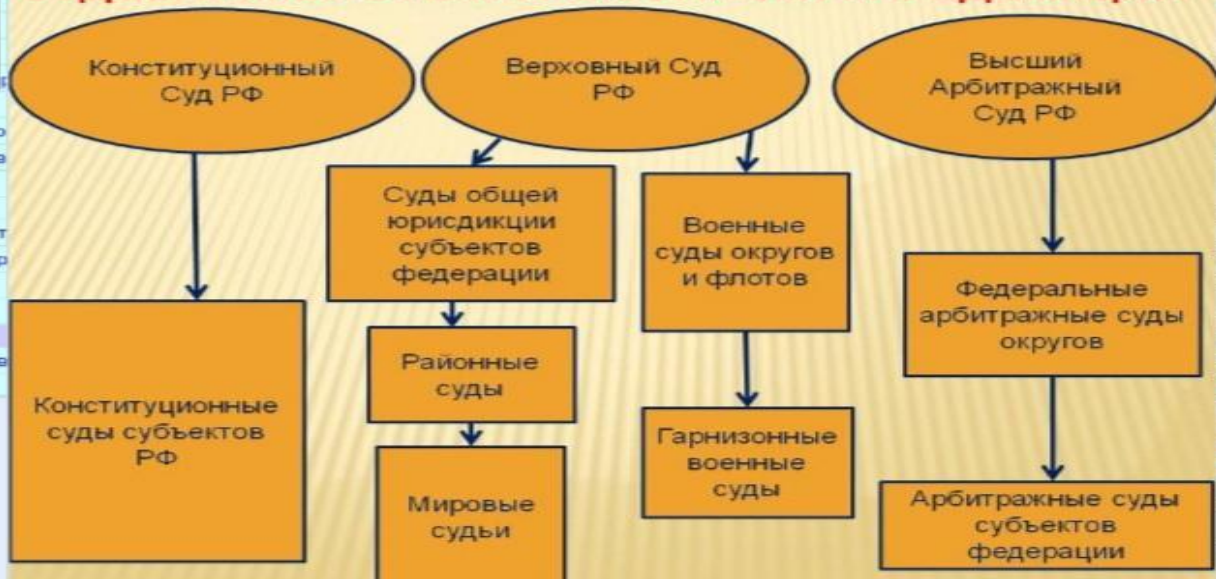 Конституционный
Суд РФ
Верховный Суд
РФ
Высший
Арбитражный
Суд РФ
Суды общей
юрисдикции
субъектов
федерации
Военные
суды округов
и флотов
Федеральные
арбитражные суды
округов
Районные
суды
Конституционные
суды субъектов
РФ
Гарнизонные
военные
суды
Мировые
судьи
Арбитражные суды
субъектов
федерации